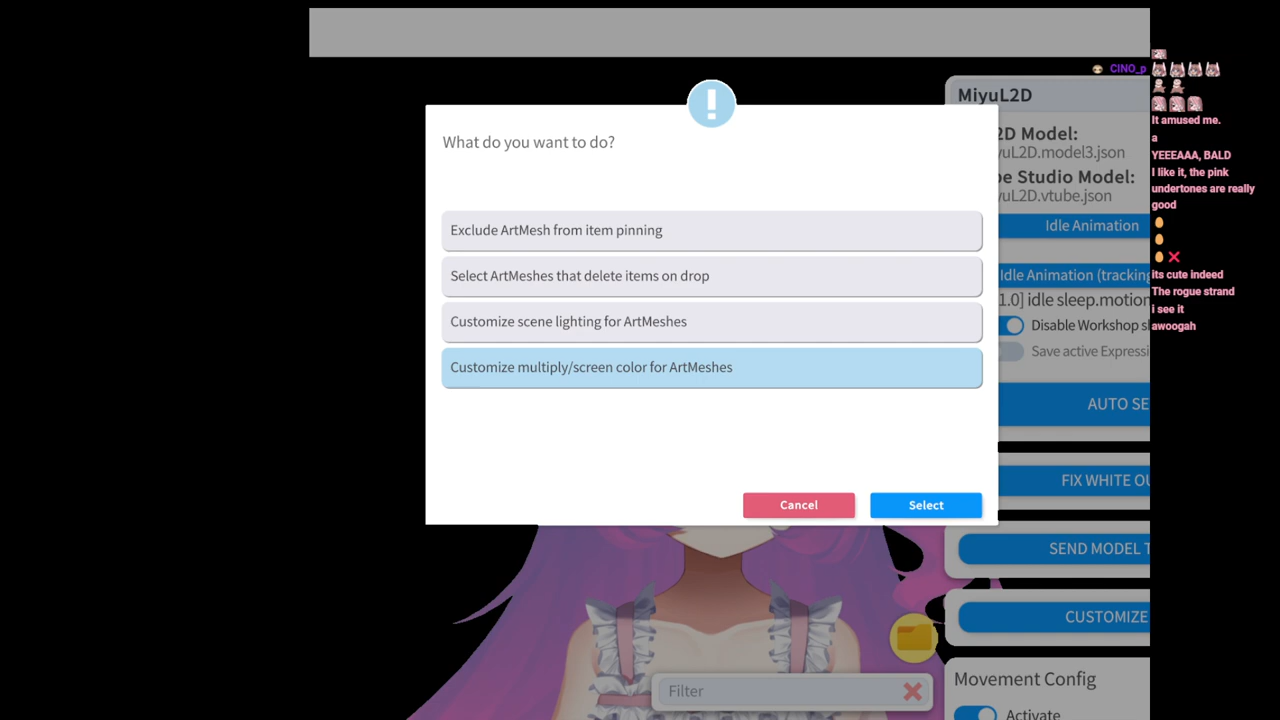 What do you want to do?
Exclude ArtMesh from item pinning
Select ArtMeshes that delete items on drop
Customize scene lighting for ArtMeshes
Customize multiply/screen color for ArtMeshes
Cancel
Select
Filter
CINO_p
MiyuL2D
2D Model:
yuL2D.model3.json
be Studio Model:
uL2D.vtube.json
Idle Animation
Idle Animation (tracking
1.0] idle sleep.motion
Disable Workshop s
Save active Expressi
AUTO SE
FIX WHITE OU
SEND MODEL T
CUSTOMIZE
Movement Config
Activate
It amused me.
a
YEEEAAA, BALD
I like it, the pink
undertones are really
good
its cute indeed
The rogue strand
i see it
awoogah